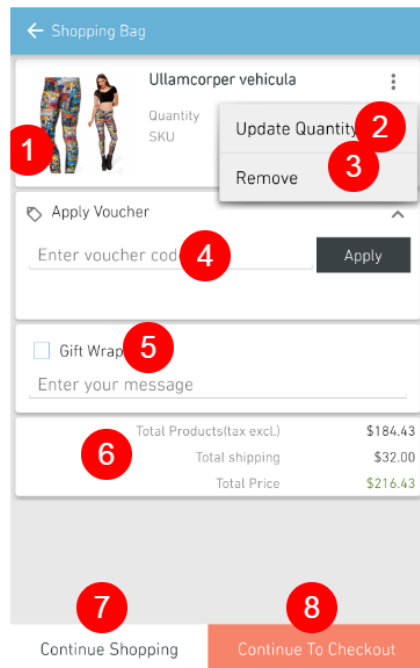 Shopping Bag
Ullamcorper vehicula
Quantity
SKU
Update Quantity 2
1
3
Remove
Apply Voucher
Enter voucher cod 4
Apply
Gift Wrap 5
Enter your message
Total Products(tax excl.) $184.43
6 Total shipping $32.00
Total Price $216.43
7 8
Continue Shopping Continue To Checkout